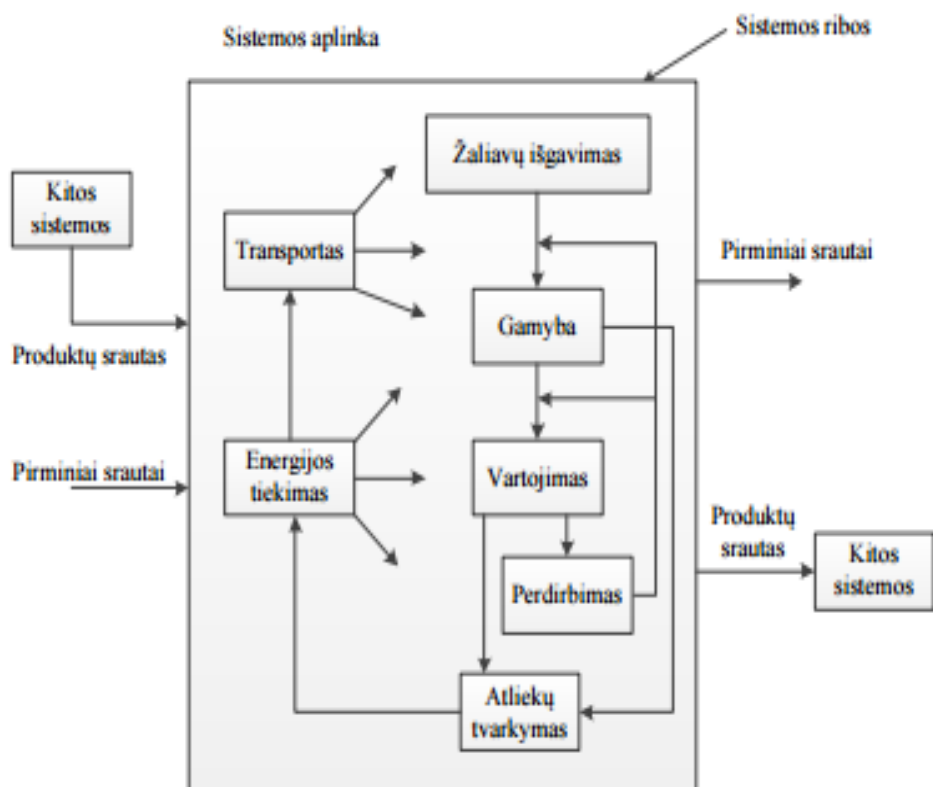 Sistemos aplinka
Sistemos ribos
Žaliavų išgavimas
Kitos
sistemos
Transportas
Pirminiai srautai
Gamyba
Produktų srautas
Energijos
tiekimas
Vartojimas
Pirminiai srautai
Produktų
srautas
Kitos
sistemos
Perdirbimas
Atliekų
tvarkymas